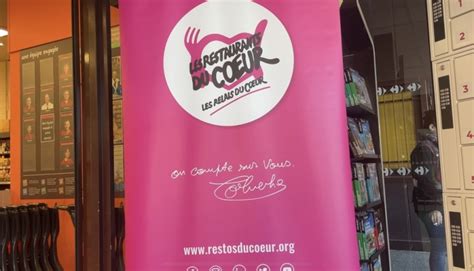 LES RESTAURANTS
DU COEUR
LES RELAIS DU COEUR
on compte sur vous.
Coluche
www.restosducoeur.org